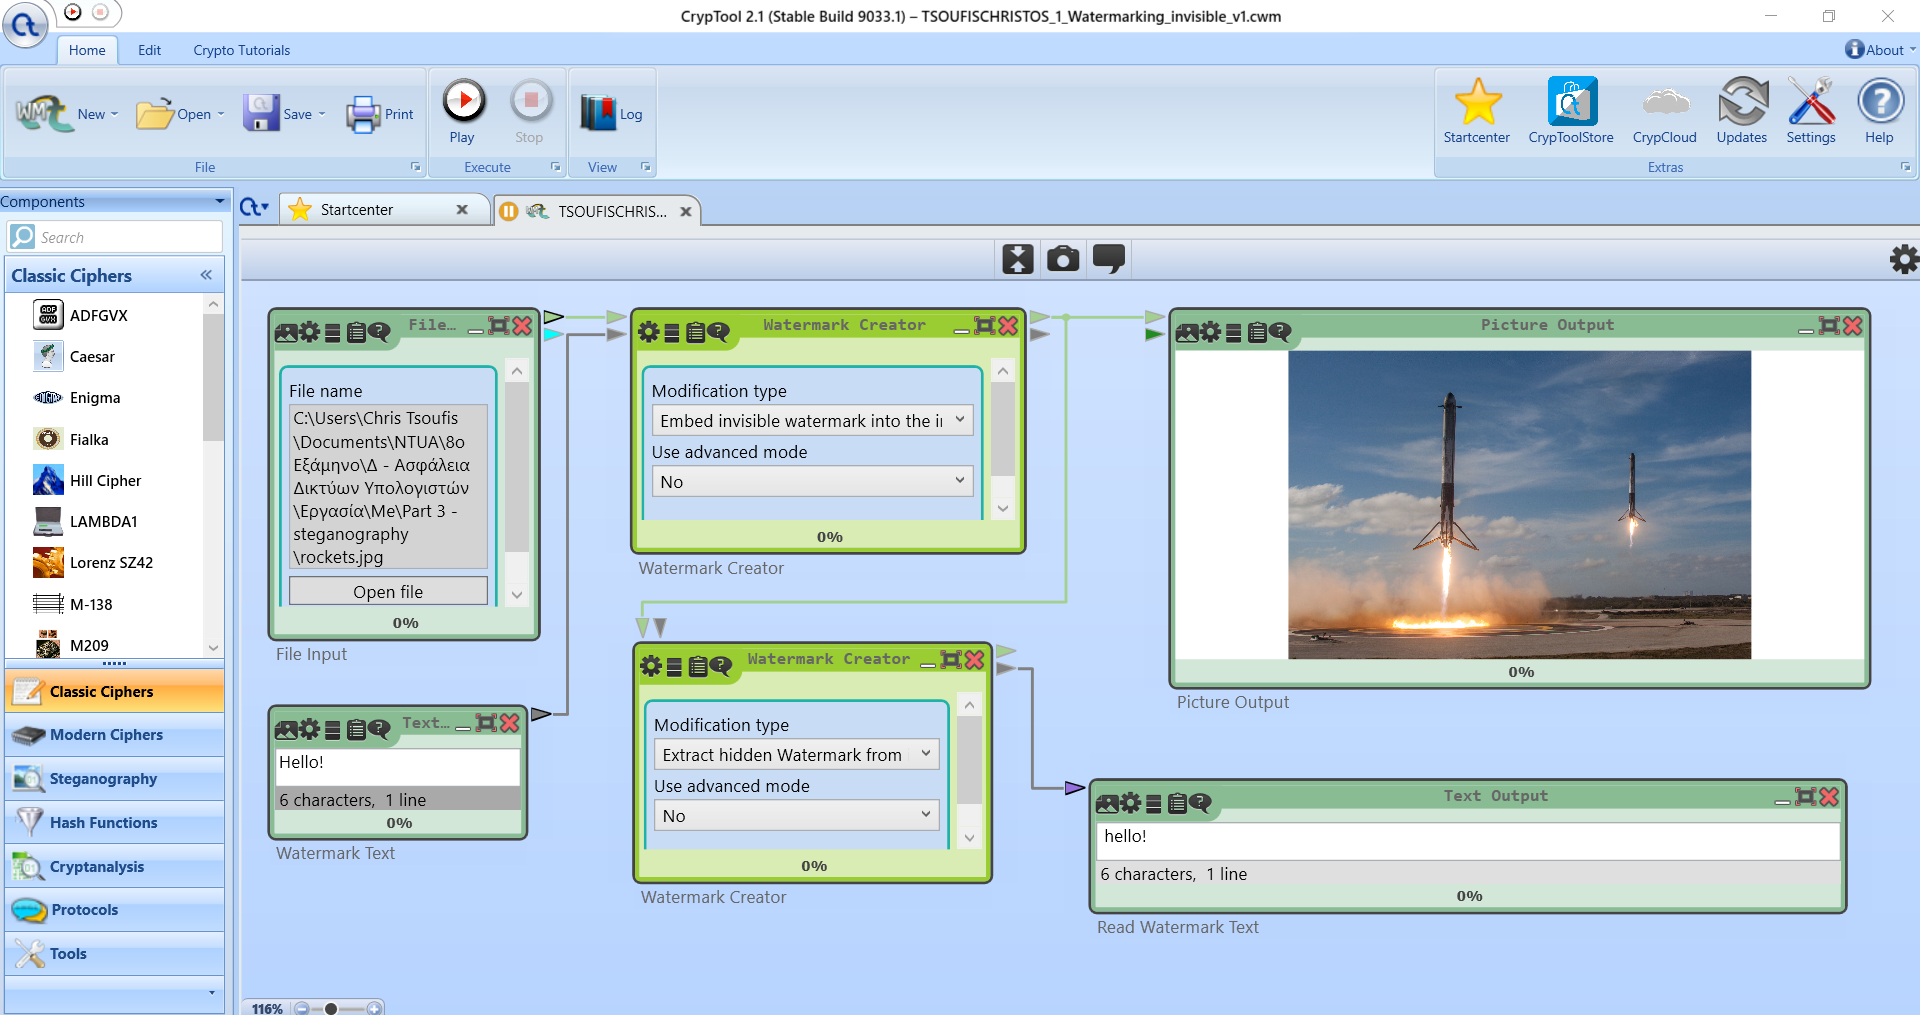 CrypTool 2.1 (Stable Build 9033.1) – TSOUFISCHRISTOS_1_Watermarking_invisible_v1.cwm
Home Edit Crypto Tutorials About
New Open Save Print
Play Stop
Log
Startcenter CrypToolStore CrypCloud Updates Settings Help
File Execute View Extras
Components
Startcenter TSOUFISCHRIS...
Search
Classic Ciphers
ADFGVX
Caesar
Enigma
Fialka
Hill Cipher
LAMBDA1
Lorenz SZ42
M-138
M209
Classic Ciphers
Modern Ciphers
Steganography
Hash Functions
Cryptanalysis
Protocols
Tools
File...
File name
C:\Users\Chris Tsoufis
\Documents\NTUA\8ο
Εξάμηνο\Δ - Ασφάλεια
Δικτύων Υπολογιστών
\Εργασία\Me\Part 3 -
steganography
\rockets.jpg
Open file
0%
File Input
Text...
Hello!
6 characters, 1 line
0%
Watermark Text
Watermark Creator
Modification type
Embed invisible watermark into the i
Use advanced mode
No
0%
Watermark Creator
Watermark Creator
Modification type
Extract hidden Watermark from
Use advanced mode
No
0%
Watermark Creator
Picture Output
0%
Picture Output
Text Output
hello!
6 characters, 1 line
0%
Read Watermark Text
116%